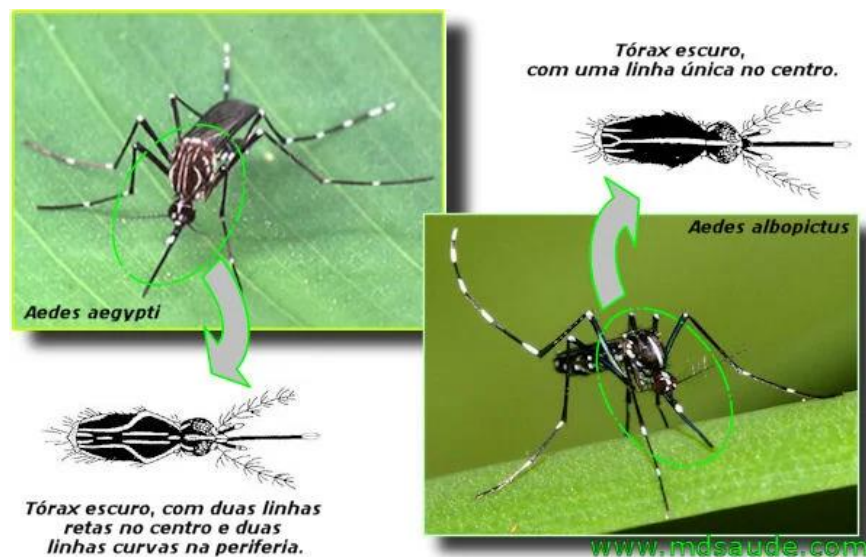 Tórax escuro,
com uma linha única no centro.
Aedes albopictus
Aedes aegypti
Tórax escuro, com duas linhas
retas no centro e duas
linhas curvas na periferia.
www.mdsaude.com